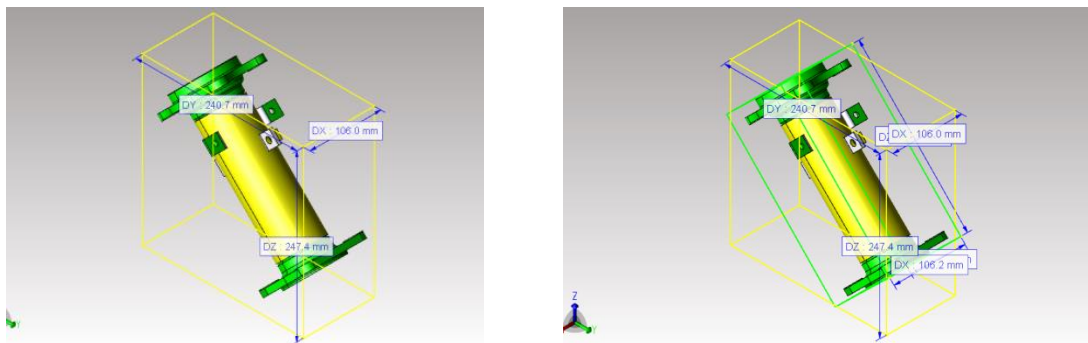 DY : 240.7 mm
DX : 106.0 mm
DZ : 247.4 mm
Y
DY : 240.7 mm
DX : 106.0 mm
DZ : 247.4 mm
DX : 106.2 mm
Z
Y